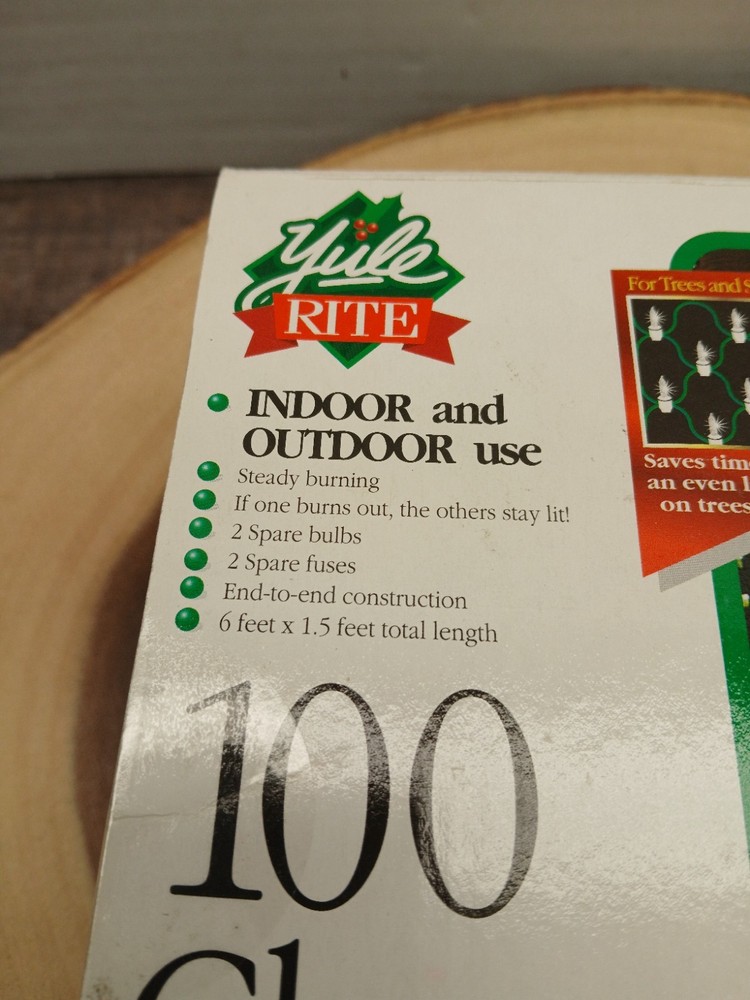 Yule
RITE
INDOOR and
OUTDOOR use
Steady burning
If one burns out, the others stay lit!
2 Spare bulbs
2 Spare fuses
End-to-end construction
6 feet x 1.5 feet total length
100
For Trees and
Saves
an even
on trees